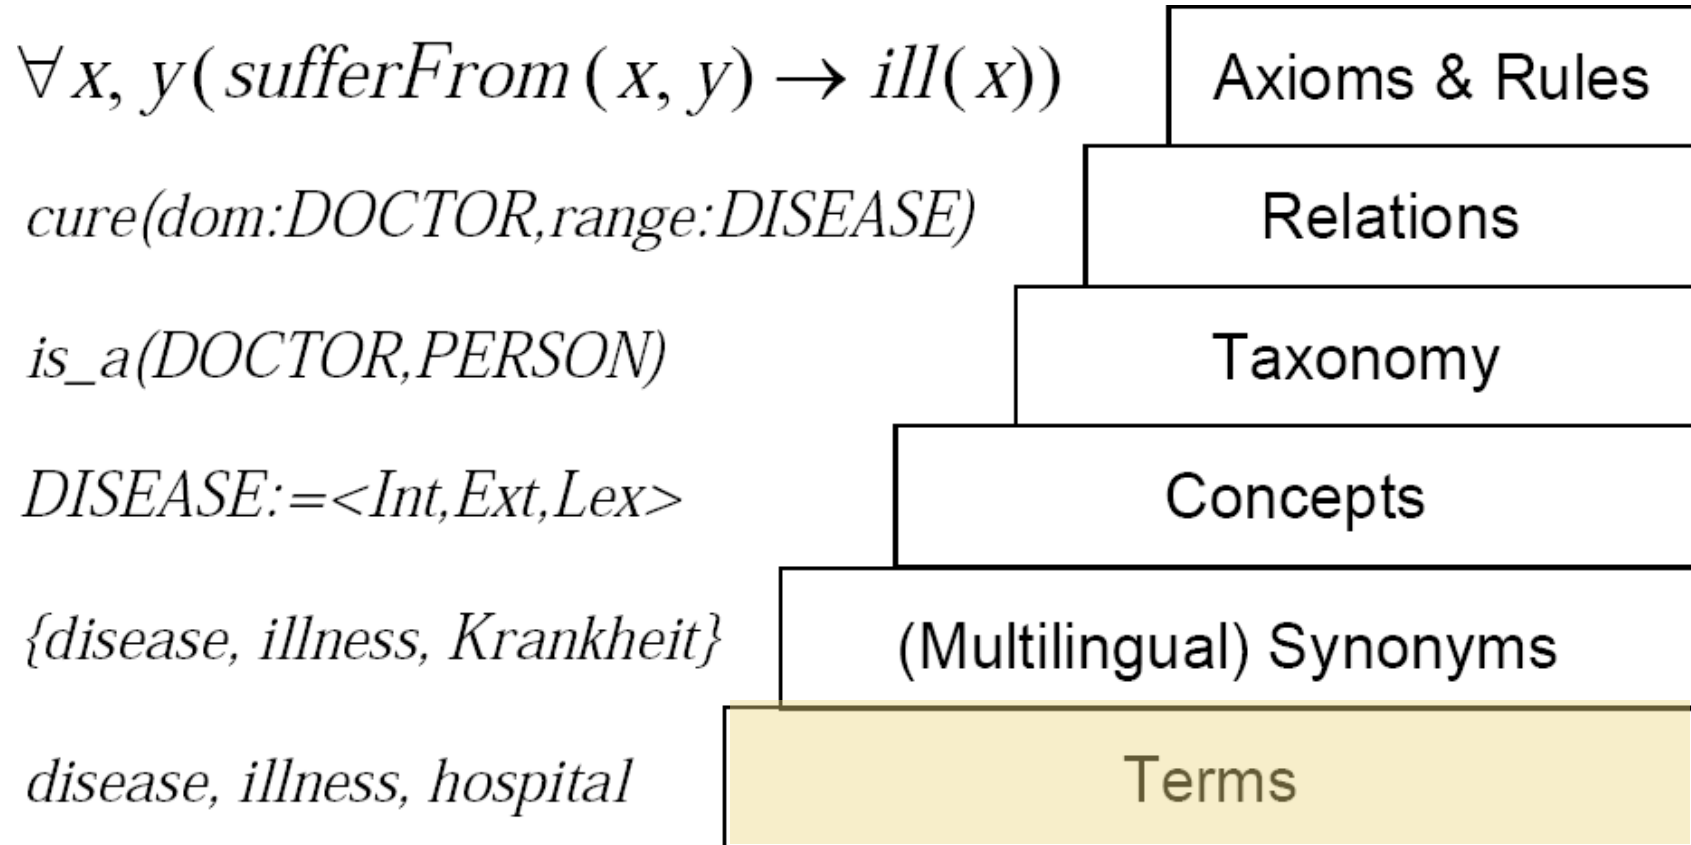 ∀x, y(sufferFrom(x, y) → ill(x)) Axioms & Rules
cure(dom:DOCTOR,range:DISEASE) Relations
is_a(DOCTOR,PERSON) Taxonomy
DISEASE:=<Int,Ext,Lex> Concepts
{disease, illness, Krankheit} (Multilingual) Synonyms
disease, illness, hospital Terms